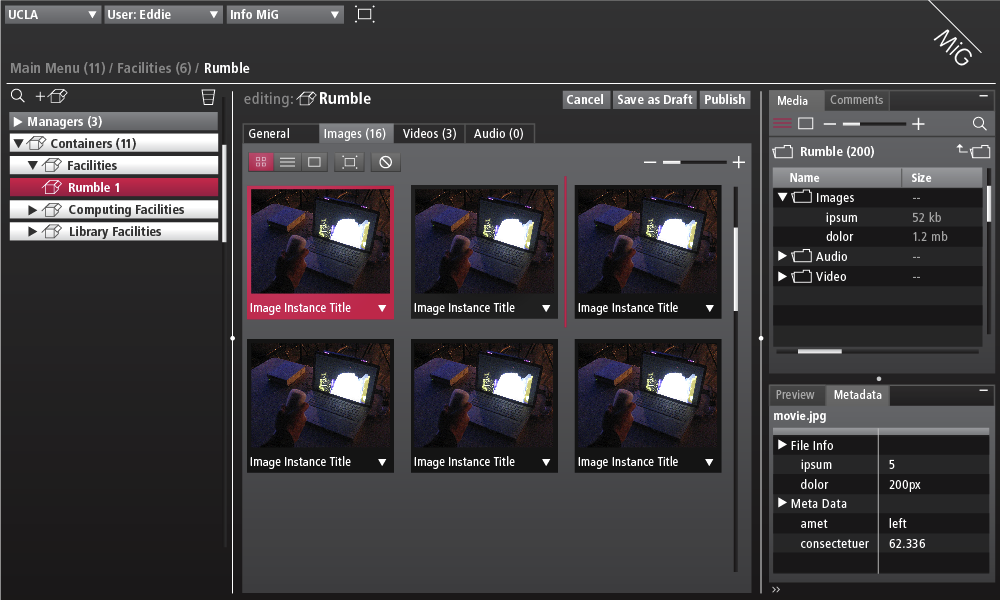 UCLA User: Eddie Info MiG
MiG
Main Menu (11) / Facilities (6) / Rumble
Managers (3)
Containers (11)
Facilities
Rumble 1
Computing Facilities
Library Facilities
editing: Rumble
Cancel Save as Draft Publish
General Images (16) Videos (3) Audio (0)
Image Instance Title
Image Instance Title
Image Instance Title
Image Instance Title
Image Instance Title
Image Instance Title
Media Comments
Rumble (200)
Name Size
Images --
ipsum 52 kb
dolor 1.2 mb
Audio --
Video --
Preview Metadata
movie.jpg
File Info
ipsum 5
dolor 200px
Meta Data
amet left
consectetuer 62.336